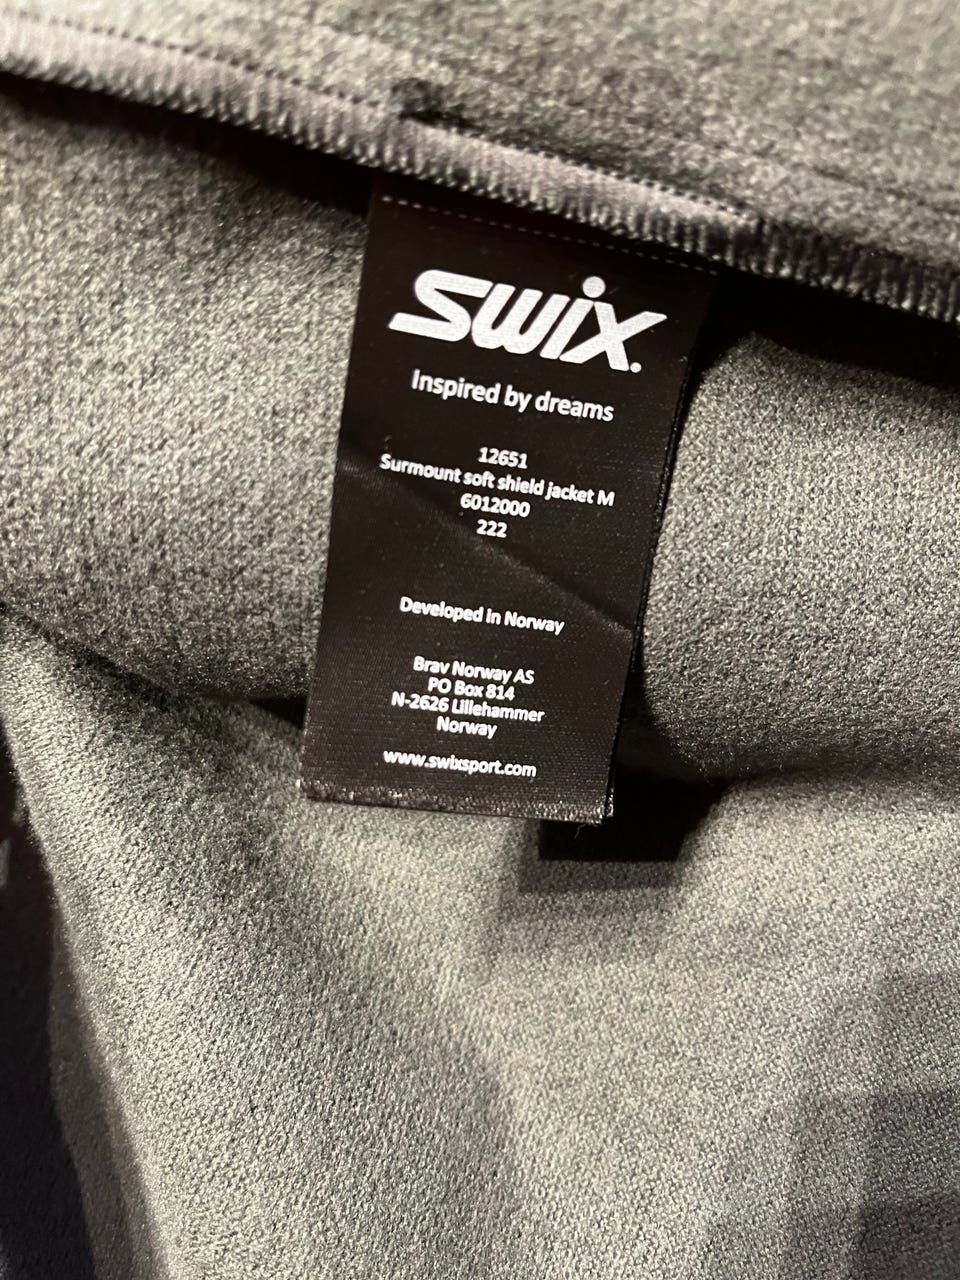 Swix.
Inspired by dreams
12651
Surmount soft shield jacket M
6012000
222
Developed in Norway
Brav Norway AS
PO Box 814
N-2626 Lillehammer
Norway
www.swixsport.com